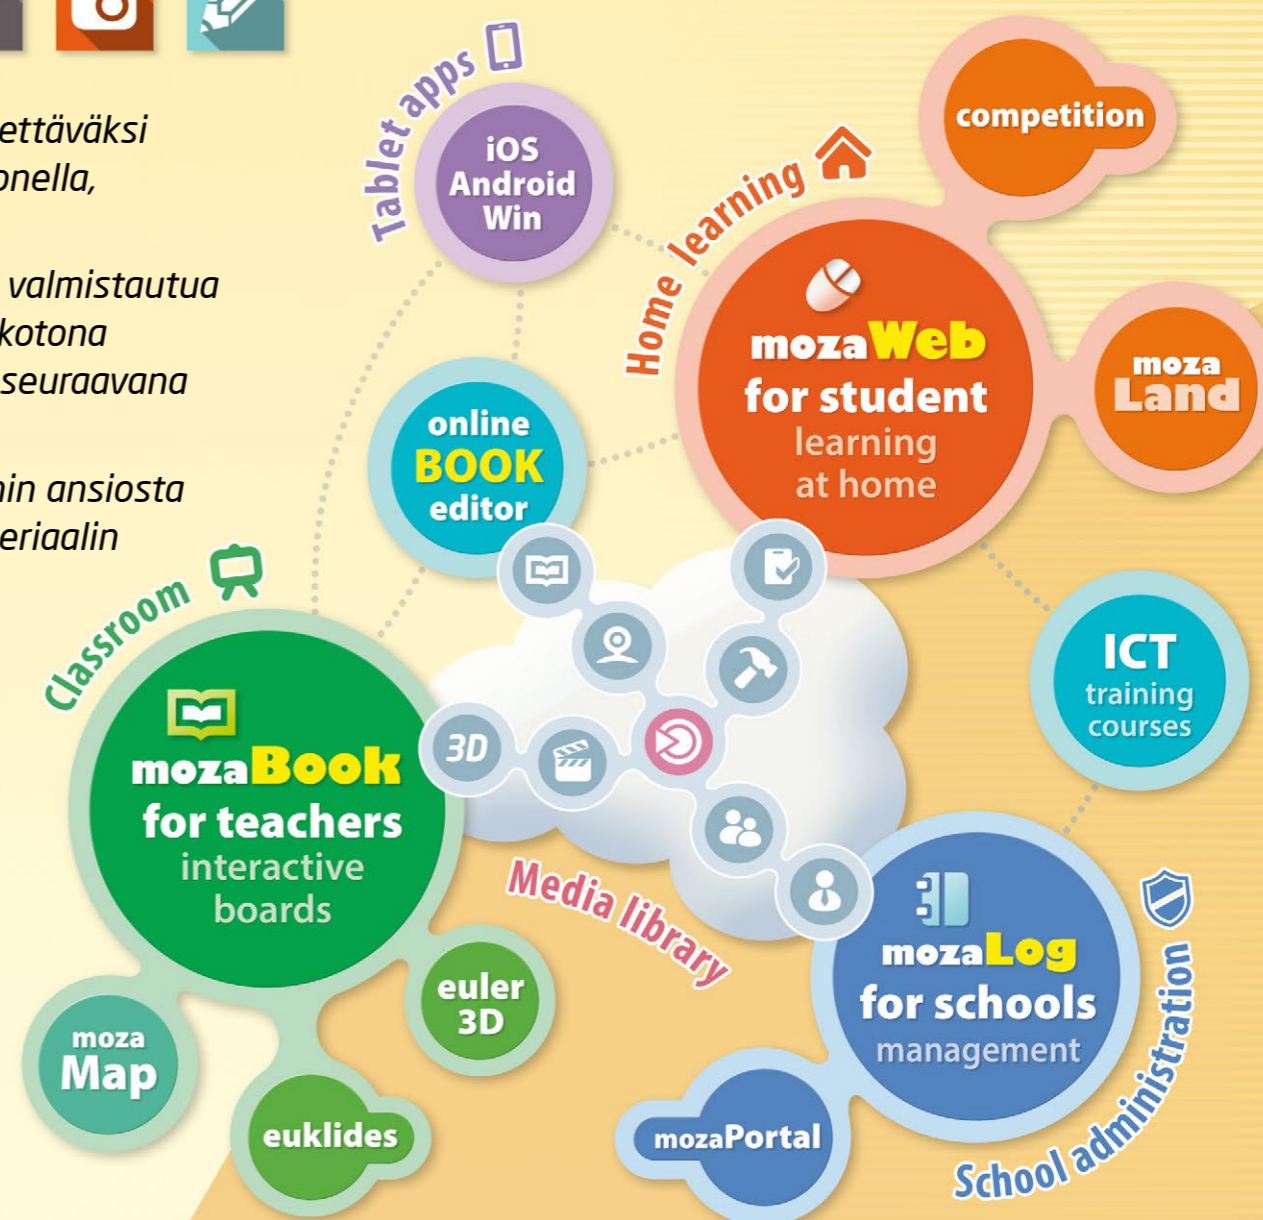 ettäväksi
onella,
valmistautua
kotona
seuraavana
nin ansiosta
eriaalin
Tablet apps
iOS
Android
Win
Home learning
competition
mozaWeb
for student
learning
at home
moza
Land
online
BOOK
editor
Classroom
mozaBook
for teachers
interactive
boards
3D
Media library
ICT
training
courses
mozaLog
for schools
management
School administration
mozaPortal
euler
3D
moza
Map
euklides